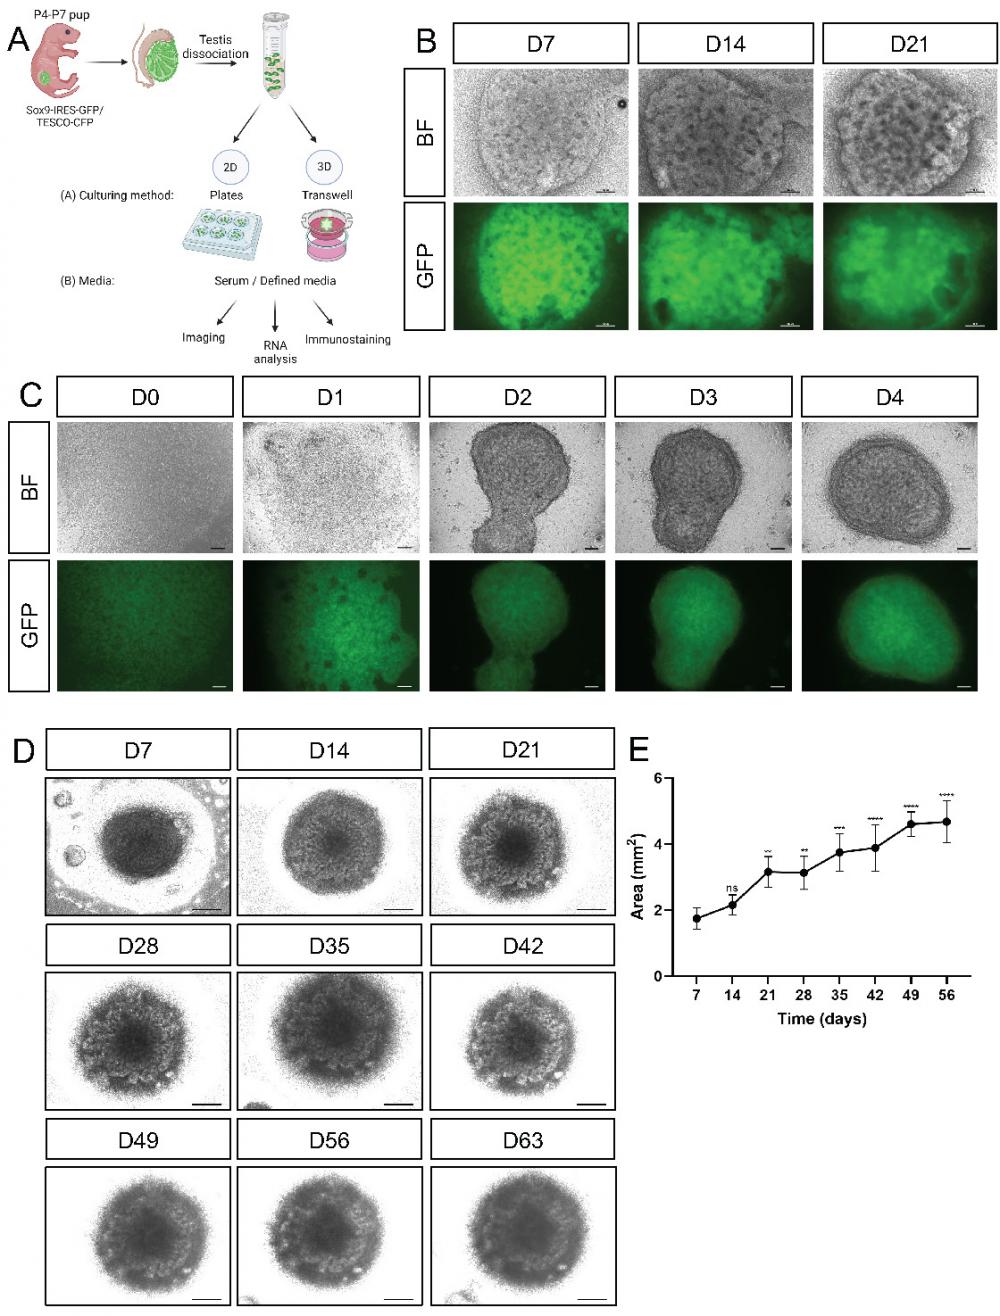 A
P4-P7 pup
Testis
dissociation
Sox9-IRES-GFP/
TESCO-CFP
2D
3D
(A) Culturing method:
Plates
Transwell
(B) Media:
Serum / Defined media
Imaging
RNA
analysis
Immunostaining
B
D7
D14
D21
BF
GFP
C
D0
D1
D2
D3
D4
BF
GFP
D
D7
D14
D21
D28
D35
D42
D49
D56
D63
E
Area (mm²)
6
4
2
0
ns
**
**
***
****
****
****
7
14
21
28
35
42
49
56
Time (days)